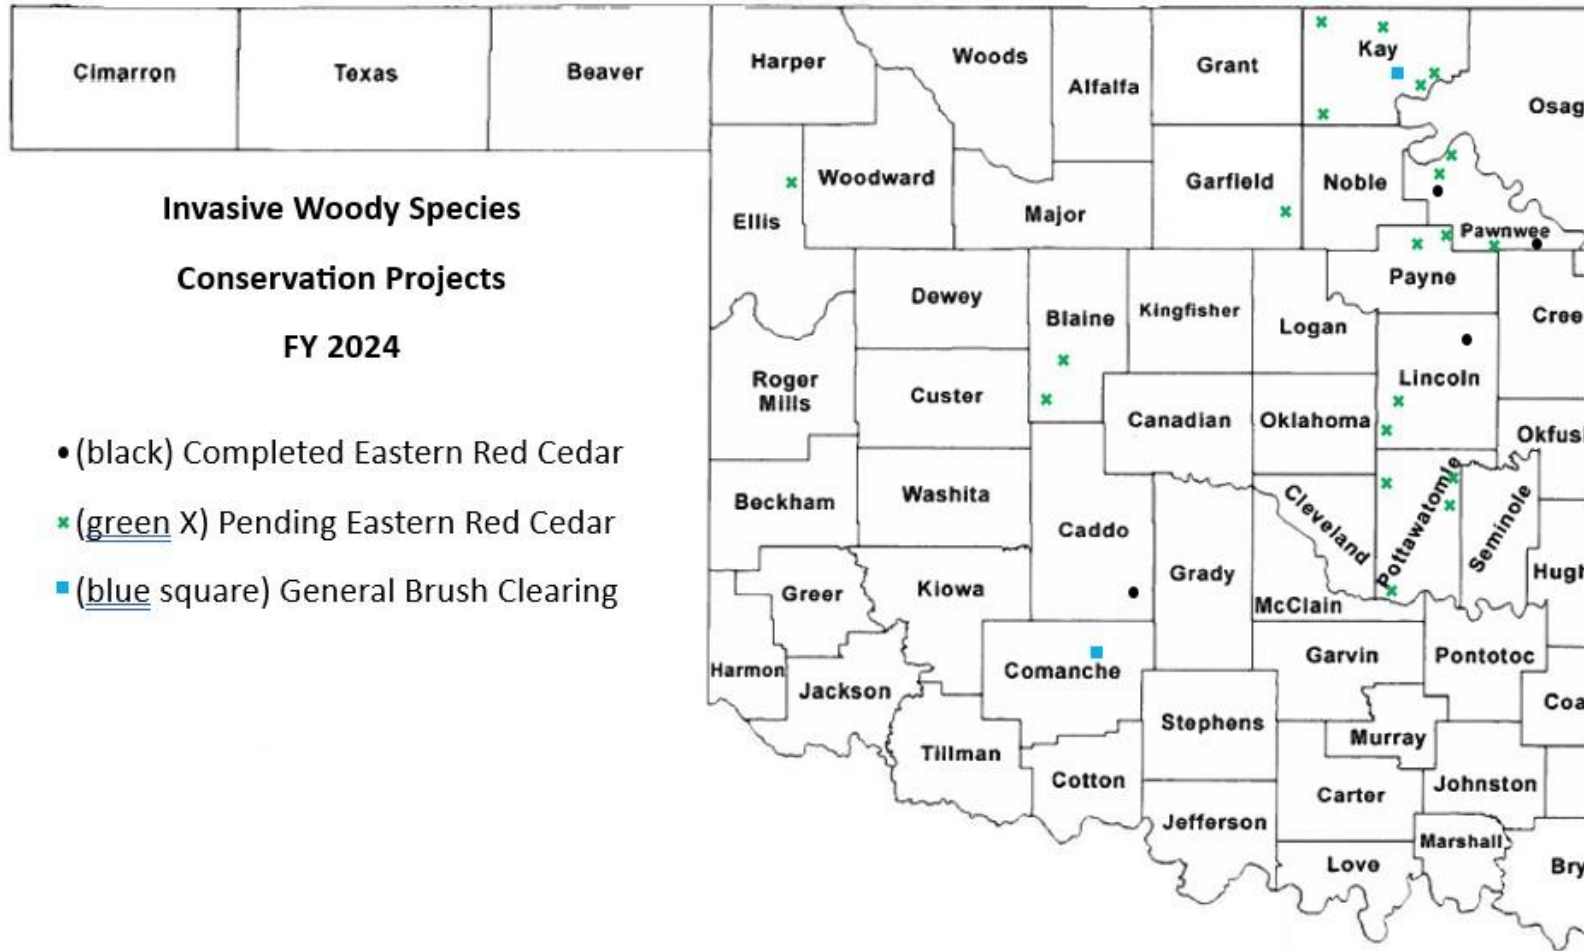 Cimarron
Texas
Beaver
Harper
Woods
Alfalfa
Grant
Kay
Osag
Ellis
Woodward
Major
Garfield
Noble
Pawnwee
Invasive Woody Species
Conservation Projects
FY 2024
• (black) Completed Eastern Red Cedar
× (green X) Pending Eastern Red Cedar
■ (blue square) General Brush Clearing
Dewey
Blaine
Kingfisher
Logan
Payne
Cree
Roger
Mills
Custer
Canadian
Oklahoma
Lincoln
Okfus
Beckham
Washita
Caddo
Grady
Cleveland
Pottawatomie
Seminole
Hugh
Greer
Kiowa
McClain
Harmon
Jackson
Comanche
Garvin
Pontotoc
Coa
Tillman
Stephens
Murray
Cotton
Johnston
Carter
Jefferson
Marshall
Love
Bry